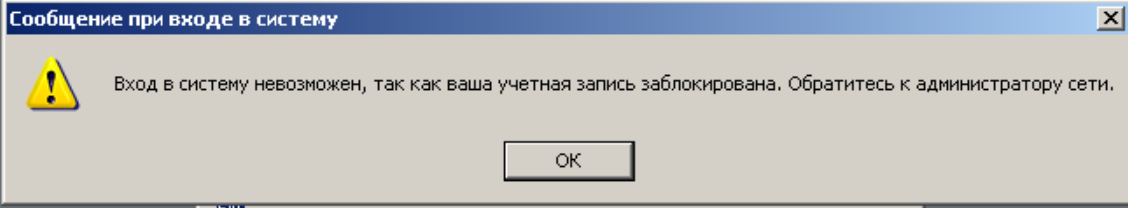 Сообщение при входе в систему
Вход в систему невозможен, так как ваша учетная запись заблокирована. Обратитесь к администратору сети.
OK